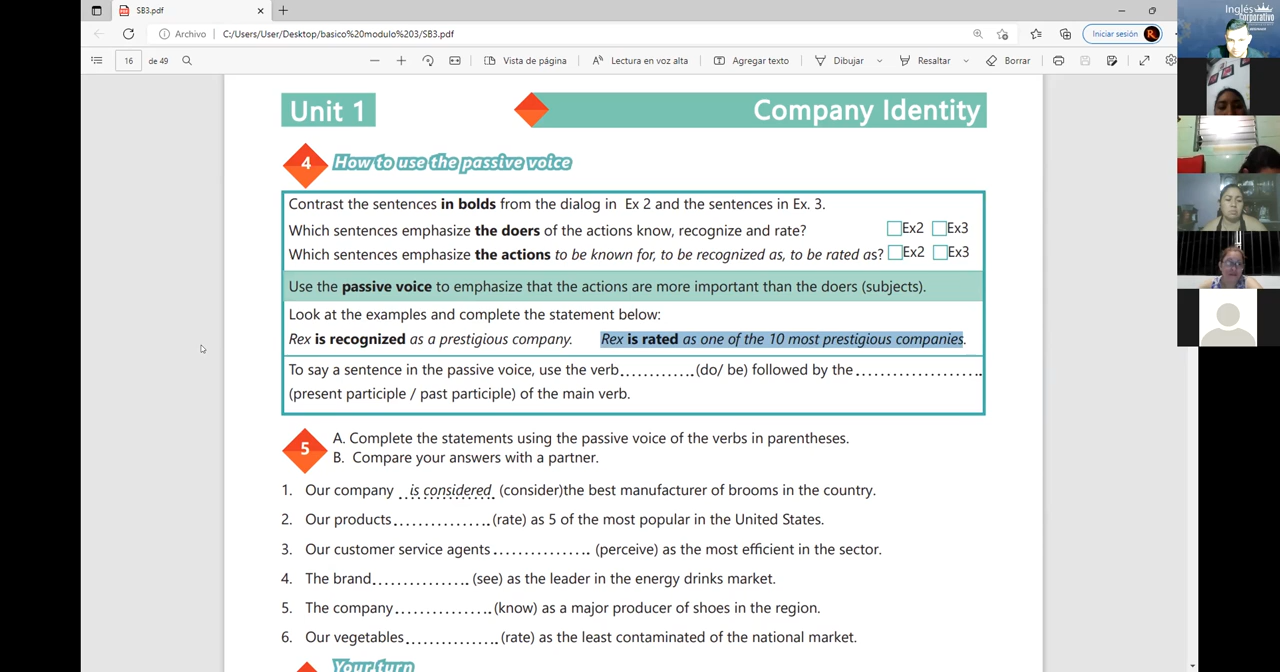 SB3.pdf
Archivo C:/Users/User/Desktop/basico%20modulo%203/SB3.pdf
Iniciar sesión R
16 de 49
Vista de página
Lectura en voz alta
Agregar texto
Dibujar
Resaltar
Borrar
Inglés
Corporativo
Unit 1
Company Identity
4 How to use the passive voice
Contrast the sentences in bolds from the dialog in Ex 2 and the sentences in Ex. 3.
Which sentences emphasize the doers of the actions know, recognize and rate? Ex2 Ex3
Which sentences emphasize the actions to be known for, to be recognized as, to be rated as? Ex2 Ex3
Use the passive voice to emphasize that the actions are more important than the doers (subjects).
Look at the examples and complete the statement below:
Rex is recognized as a prestigious company. Rex is rated as one of the 10 most prestigious companies.
To say a sentence in the passive voice, use the verb............(do/ be) followed by the .....................
(present participle / past participle) of the main verb.
5 A. Complete the statements using the passive voice of the verbs in parentheses.
B. Compare your answers with a partner.
1. Our company is considered (consider)the best manufacturer of brooms in the country.
2. Our products................(rate) as 5 of the most popular in the United States.
3. Our customer service agents................ (perceive) as the most efficient in the sector.
4. The brand................ (see) as the leader in the energy drinks market.
5. The company................(know) as a major producer of shoes in the region.
6. Our vegetables................(rate) as the least contaminated of the national market.
Your turn